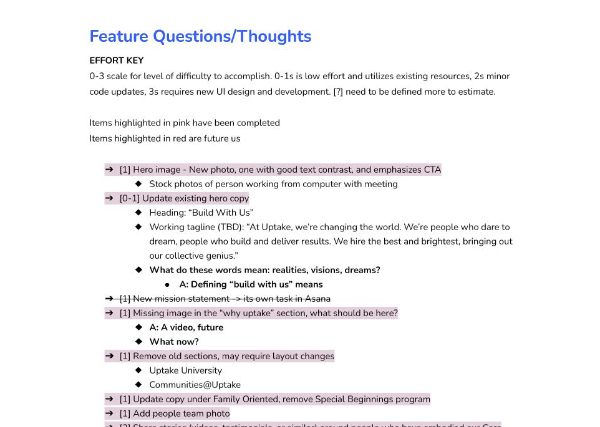 Feature Questions/Thoughts
EFFORT KEY
0-3 scale for level of difficulty to accomplish. 0-1s is low effort and utilizes existing resources, 2s minor
code updates, 3s requires new UI design and development. [?] need to be defined more to estimate.
Items highlighted in pink have been completed
Items highlighted in red are future us
➔ [1] Hero image - New photo, one with good text contrast, and emphasizes CTA
◆ Stock photos of person working from computer with meeting
➔ [0-1] Update existing hero copy
◆ Heading: “Build With Us”
◆ Working tagline (TBD): “At Uptake, we’re changing the world. We’re people who dare to
dream, people who build and deliver results. We hire the best and brightest, bringing out
our collective genius.”
◆ What do these words mean: realities, visions, dreams?
● A: Defining “build with us” means
➔ [1] New mission statement -> its own task in Asana
➔ [1] Missing image in the “why uptake” section, what should be here?
◆ A: A video, future
◆ What now?
➔ [1] Remove old sections, may require layout changes
◆ Uptake University
◆ Communities@Uptake
➔ [1] Update copy under Family Oriented, remove Special Beginnings program
➔ [1] Add people team photo